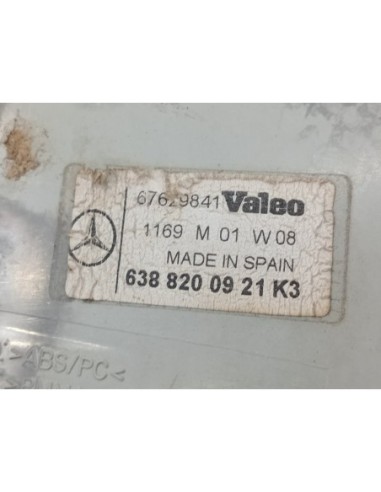 67629841 Valeo
1169 M 01 W 08
MADE IN SPAIN
638 820 09 21 K3
>ABS/PC<